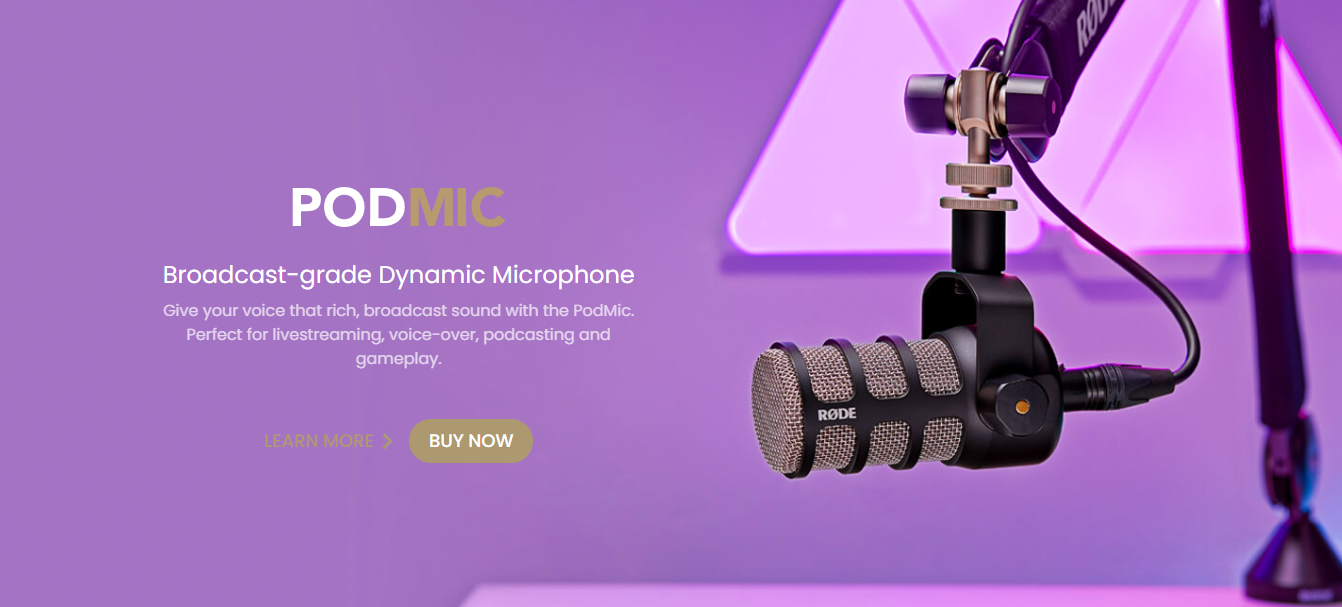 RØDE
PODMIC
Broadcast-grade Dynamic Microphone
Give your voice that rich, broadcast sound with the PodMic.
Perfect for livestreaming, voice-over, podcasting and
gameplay.
LEARN MORE
BUY NOW
RØDE